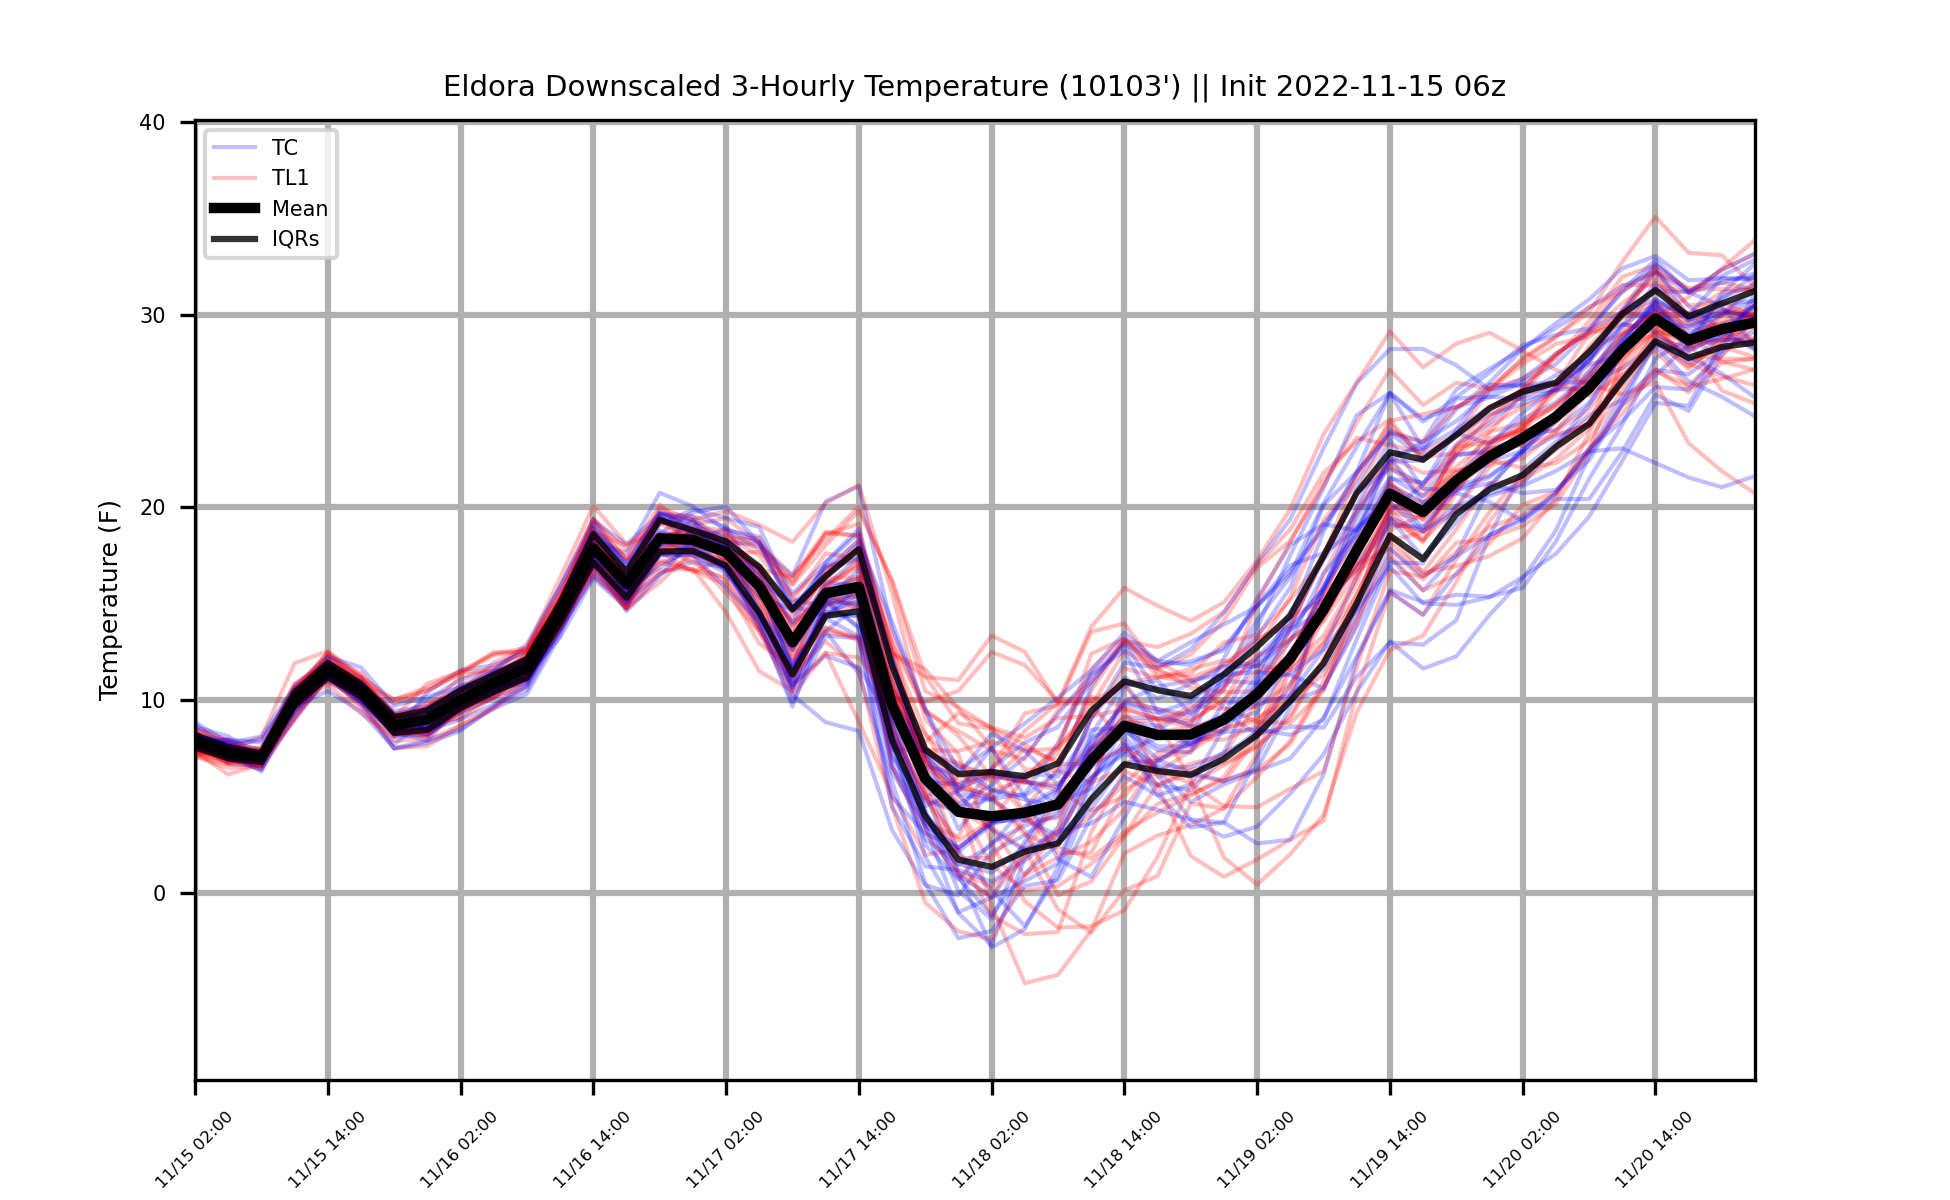 Eldora Downscaled 3-Hourly Temperature (10103') || Init 2022-11-15 06z
TC
TL1
Mean
IQRs
Temperature (F)
40
30
20
10
0
11/15 02:00
11/15 14:00
11/16 02:00
11/16 14:00
11/17 02:00
11/17 14:00
11/18 02:00
11/18 14:00
11/19 02:00
11/19 14:00
11/20 02:00
11/20 14:00